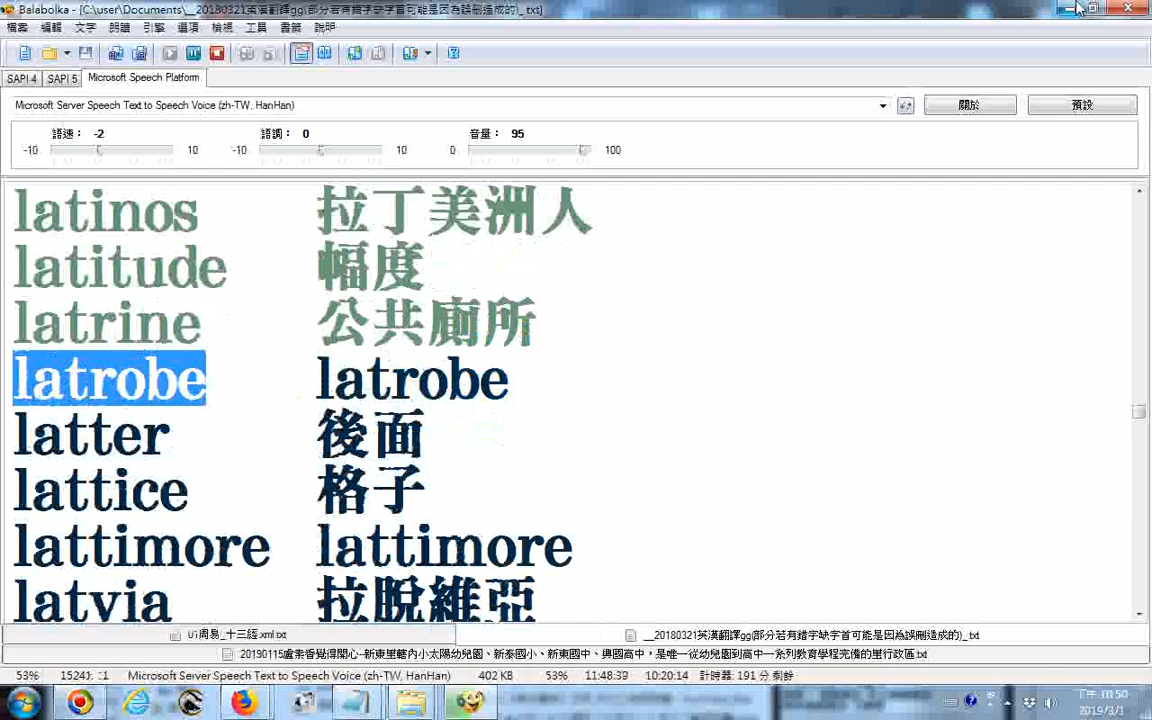 Balabolka - [C:\user\Documents\__20180321英漢翻譯gg(部分若有錯字缺字首可能是因為誤刪造成的)_.txt]
檔案 編輯 文字 朗讀 引擎 選項 檢視 工具 書籤 說明
SAPI 4 SAPI 5 Microsoft Speech Platform
Microsoft Server Speech Text to Speech Voice (zh-TW, HanHan) 關於 預設
語速： -2 語調： 0 音量： 95
-10 10 -10 10 0 100
latinos 拉丁美洲人
latitude 幅度
latrine 公共廁所
latrobe latrobe
latter 後面
lattice 格子
lattimore lattimore
latvia 拉脫維亞
01周易_十三經.xml.txt __20180321英漢翻譯gg(部分若有錯字缺字首可能是因為誤刪造成的)_.txt
20190115盧素香覺得開心-新東里轄內小太陽幼兒園、新泰國小、新東國中、興國高中，是唯一從幼兒園到高中一系列教育學程完備的里行政區.txt
53% 15243: :1 Microsoft Server Speech Text to Speech Voice (zh-TW, HanHan) 402 KB 53% 11:48:39 10:20:14 計時器: 191 分 剩餘
下午 10:50
2019/3/1